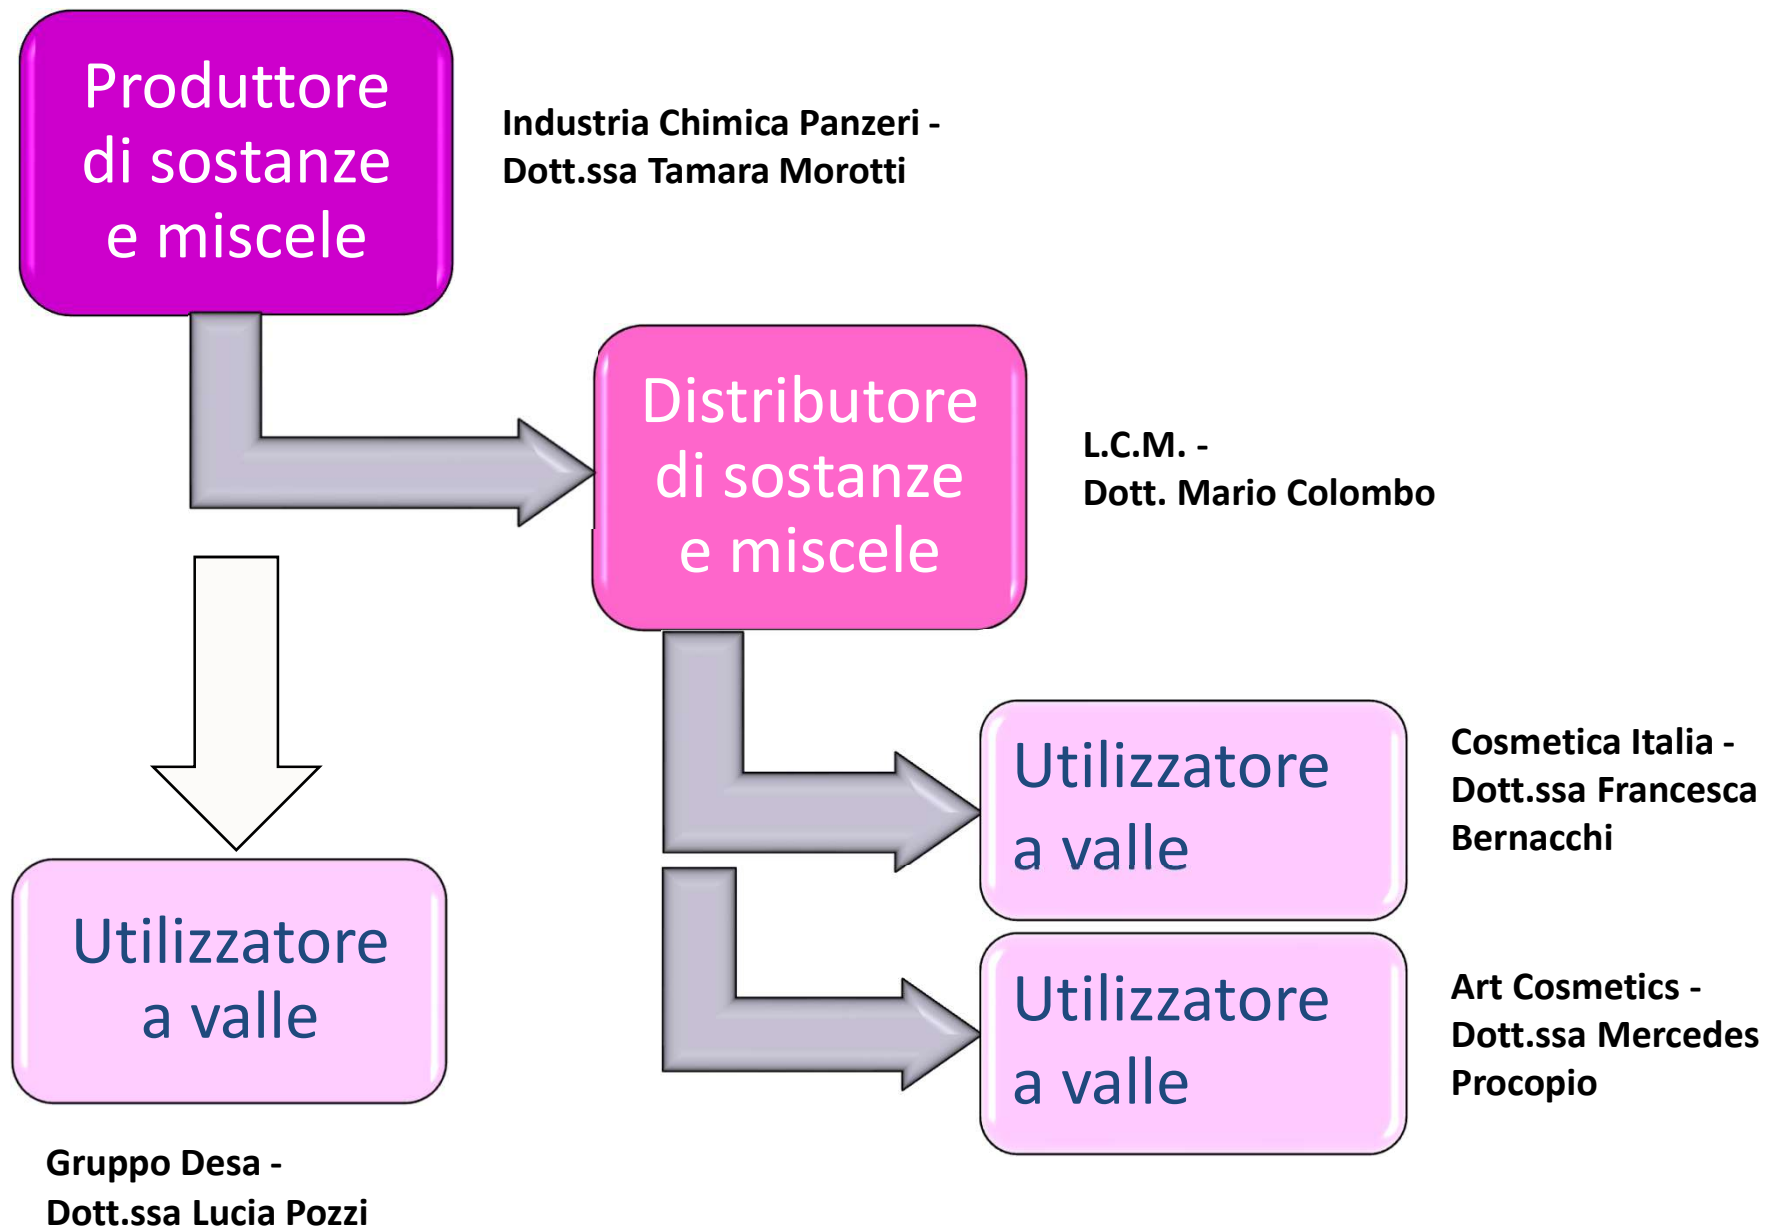 Produttore
di sostanze
e miscele
Industria Chimica Panzeri -
Dott.ssa Tamara Morotti
Distributore
di sostanze
e miscele
L.C.M. -
Dott. Mario Colombo
Utilizzatore
a valle
Cosmetica Italia -
Dott.ssa Francesca
Bernacchi
Utilizzatore
a valle
Art Cosmetics -
Dott.ssa Mercedes
Procopio
Utilizzatore
a valle
Gruppo Desa -
Dott.ssa Lucia Pozzi